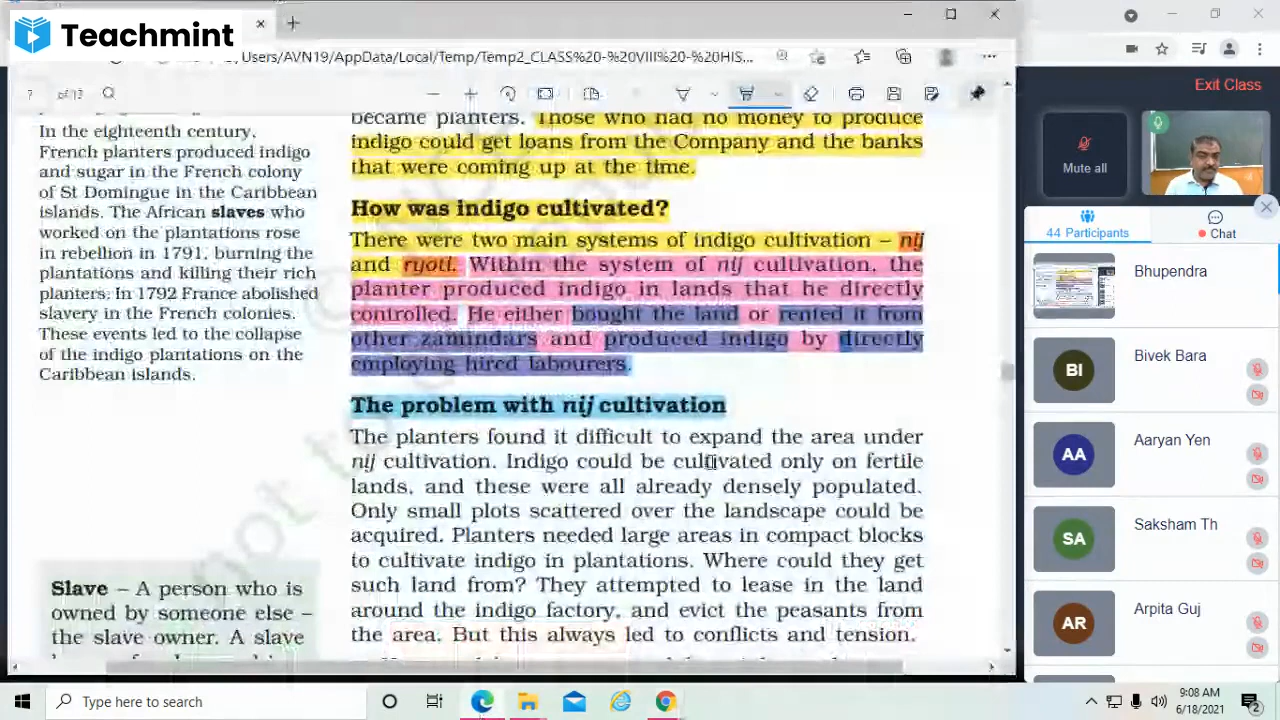 Teachmint
Users/AVN19/AppData/Local/Temp/Temp2_CLASS%20-%20VIII%20-%20HIS...
Exit Class
of 13
In the eighteenth century,
French planters produced indigo
and sugar in the French colony
of St Domingue in the Caribbean
islands. The African slaves who
worked on the plantations rose
in rebellion in 1791, burning the
plantations and killing their rich
planters. In 1792 France abolished
slavery in the French colonies.
These events led to the collapse
of the indigo plantations on the
Caribbean islands.
Slave – A person who is
owned by someone else –
the slave owner. A slave
became planters. Those who had no money to produce
indigo could get loans from the Company and the banks
that were coming up at the time.
How was indigo cultivated?
There were two main systems of indigo cultivation – nij
and ryoti. Within the system of nij cultivation, the
planter produced indigo in lands that he directly
controlled. He either bought the land or rented it from
other zamindars and produced indigo by directly
employing hired labourers.
The problem with nij cultivation
The planters found it difficult to expand the area under
nij cultivation. Indigo could be cultivated only on fertile
lands, and these were all already densely populated.
Only small plots scattered over the landscape could be
acquired. Planters needed large areas in compact blocks
to cultivate indigo in plantations. Where could they get
such land from? They attempted to lease in the land
around the indigo factory, and evict the peasants from
the area. But this always led to conflicts and tension.
Mute all
44 Participants
Chat
Bhupendra
BI
Bivek Bara
AA
Aaryan Yen
SA
Saksham Th
AR
Arpita Guj
Type here to search
9:08 AM
6/18/2021
2